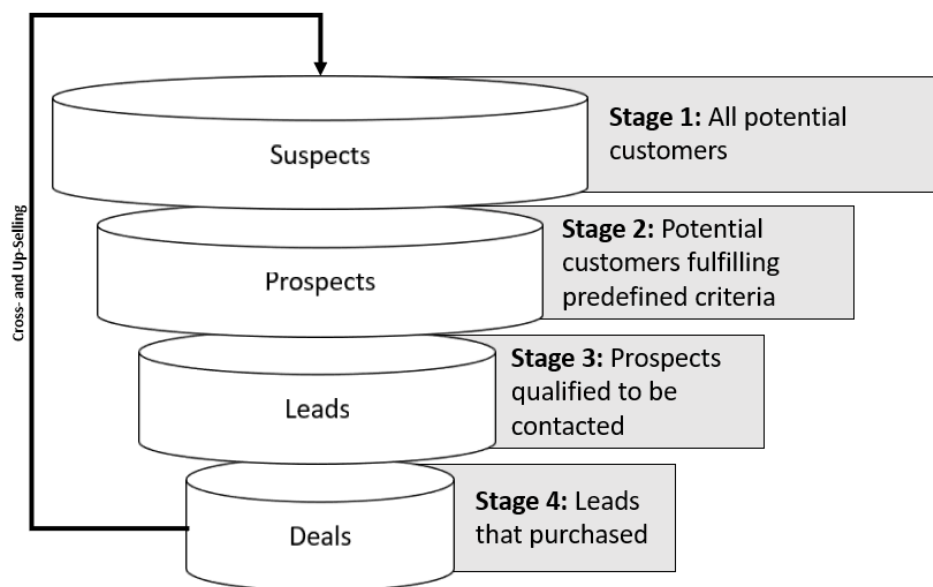 Suspects
Stage 1: All potential
customers
Prospects
Stage 2: Potential
customers fulfilling
predefined criteria
Leads
Stage 3: Prospects
qualified to be
contacted
Deals
Stage 4: Leads
that purchased
Cross- and Up-Selling